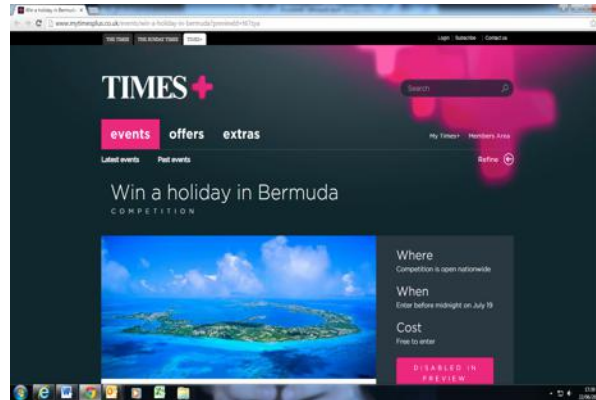 Win a holiday in Bermud
www.mytimesplus.co.uk/events/win-a-holiday-in-bermuda
THE TIMES THE SUNDAY TIMES TIMES+
Login Subscribe Contact us
TIMES+
Search
events offers extras
My Times+ Members Area
Latest events Past events
Refine
Win a holiday in Bermuda
COMPETITION
Where
Competition is open nationwide
When
Enter before midnight on July 19
Cost
Free to enter
DISABLED IN
PREVIEW